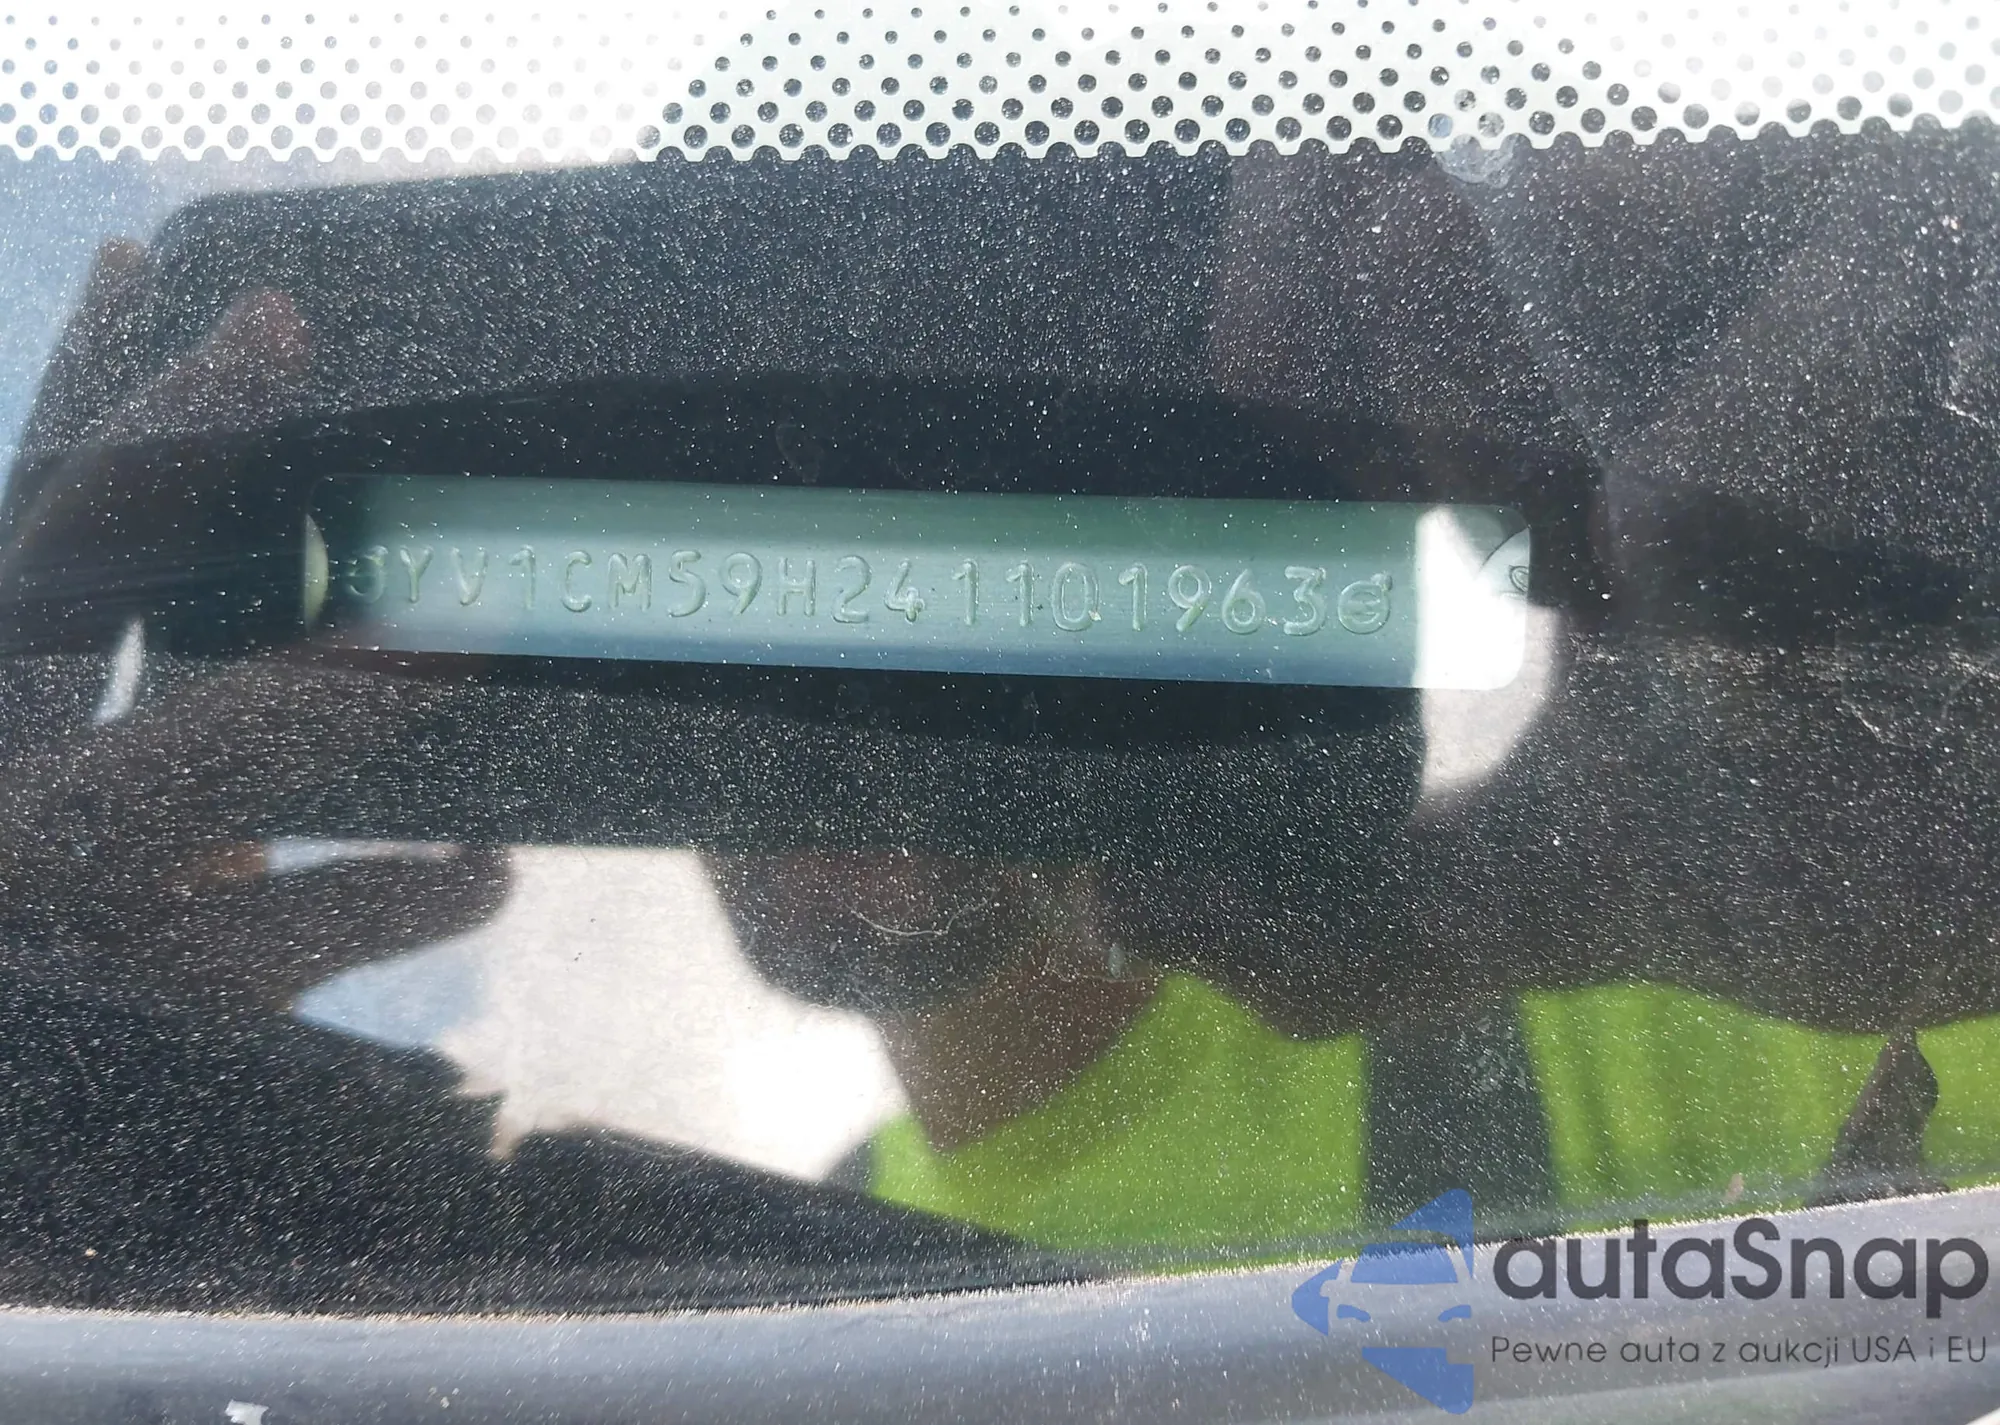 YV1CM59H241101963
autaSnap
Pewne auta z aukcji USA i EU